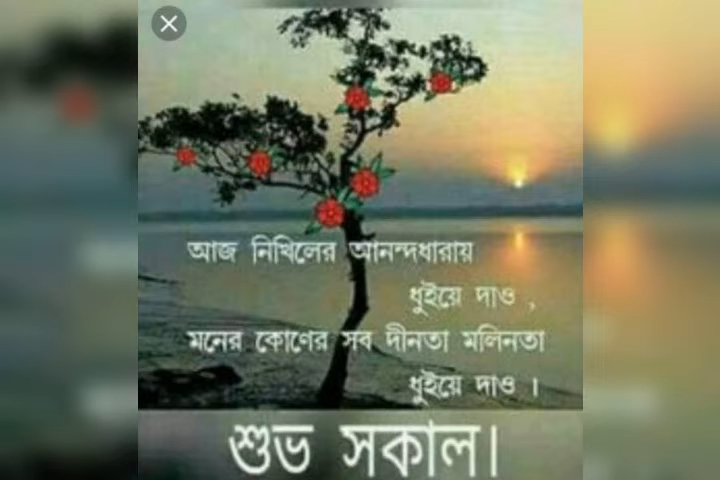 আজ নিখিলের আনন্দধারায়
ধুইয়ে দাও ,
মনের কোণের সব দীনতা মলিনতা
ধুইয়ে দাও ।
শুভ সকাল।